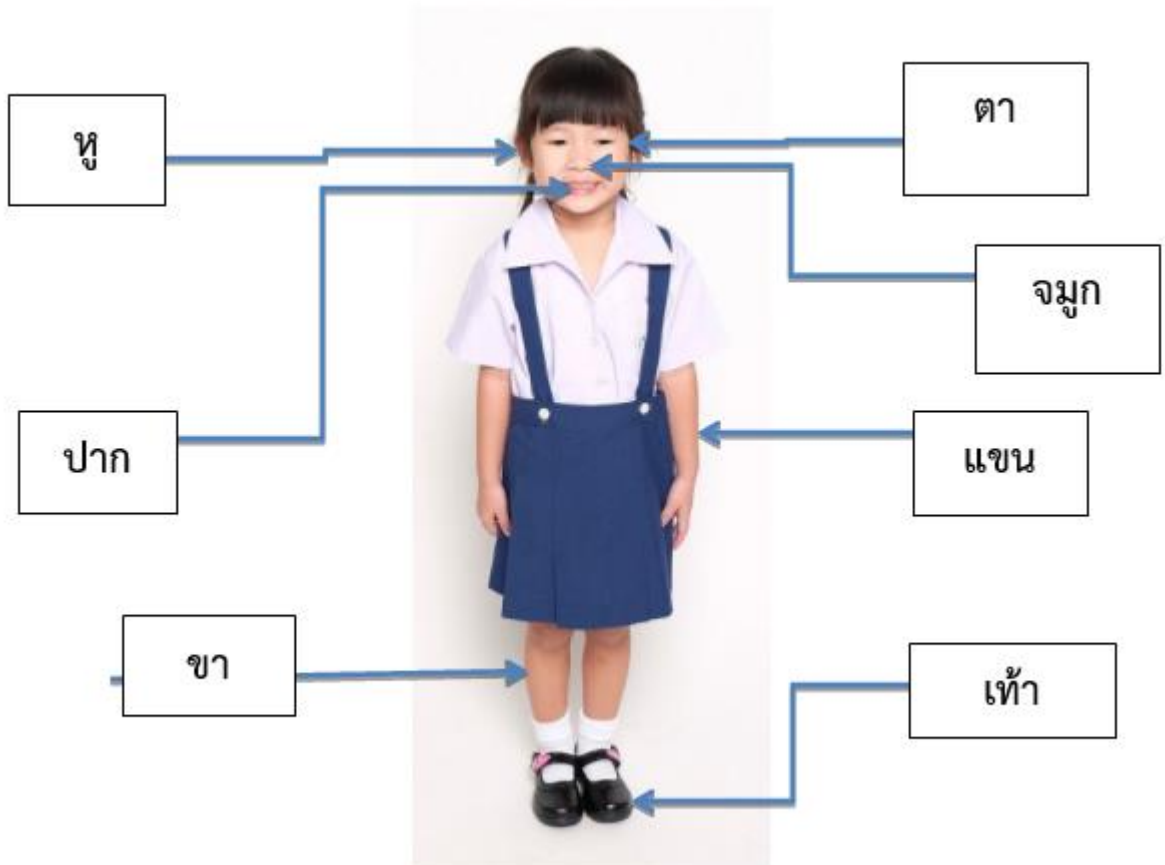 หู
ตา
จมูก
ปาก
แขน
ขา
เท้า